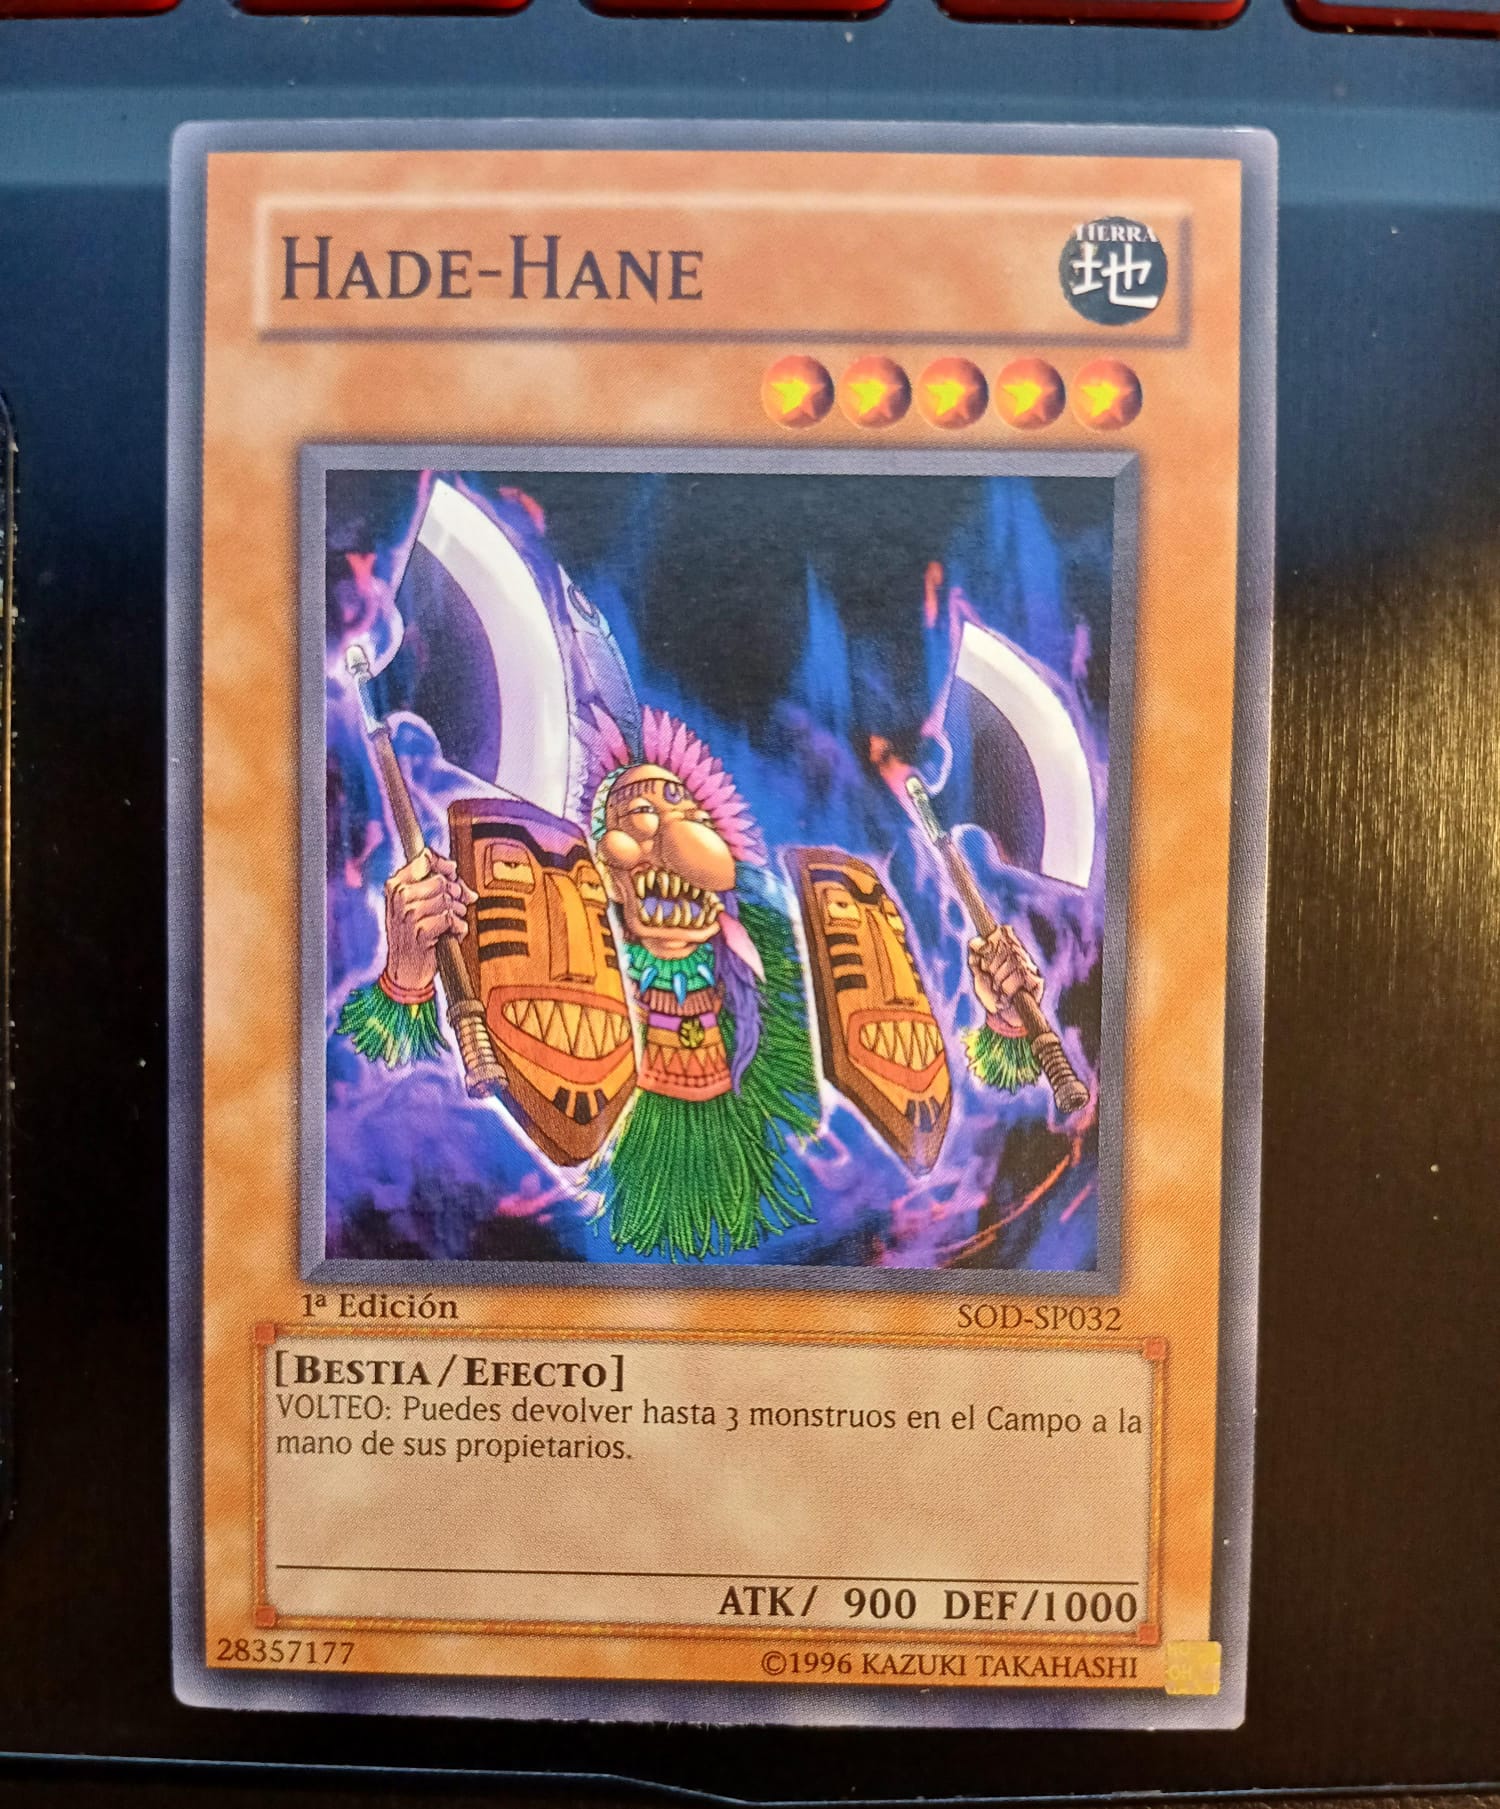 HADE-HANE
TIERRA
地
1ª Edición
SOD-SP032
[BESTIA/EFECTO]
VOLTEO: Puedes devolver hasta 3 monstruos en el Campo a la
mano de sus propietarios.
ATK/ 900 DEF/1000
28357177
©1996 KAZUKI TAKAHASHI